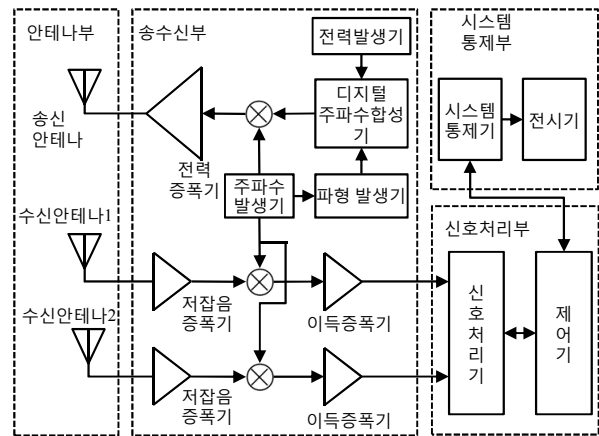 안테나부
송수신부
시스템
통제부
전력발생기
디지털
주파수합성
기
시스템
통제기
전시기
송신
안테나
전력
증폭기
주파수
발생기
파형 발생기
수신안테나1
신호처리부
저잡음
증폭기
이득증폭기
신호
처리
기
제
어
기
수신안테나2
저잡음
증폭기
이득증폭기